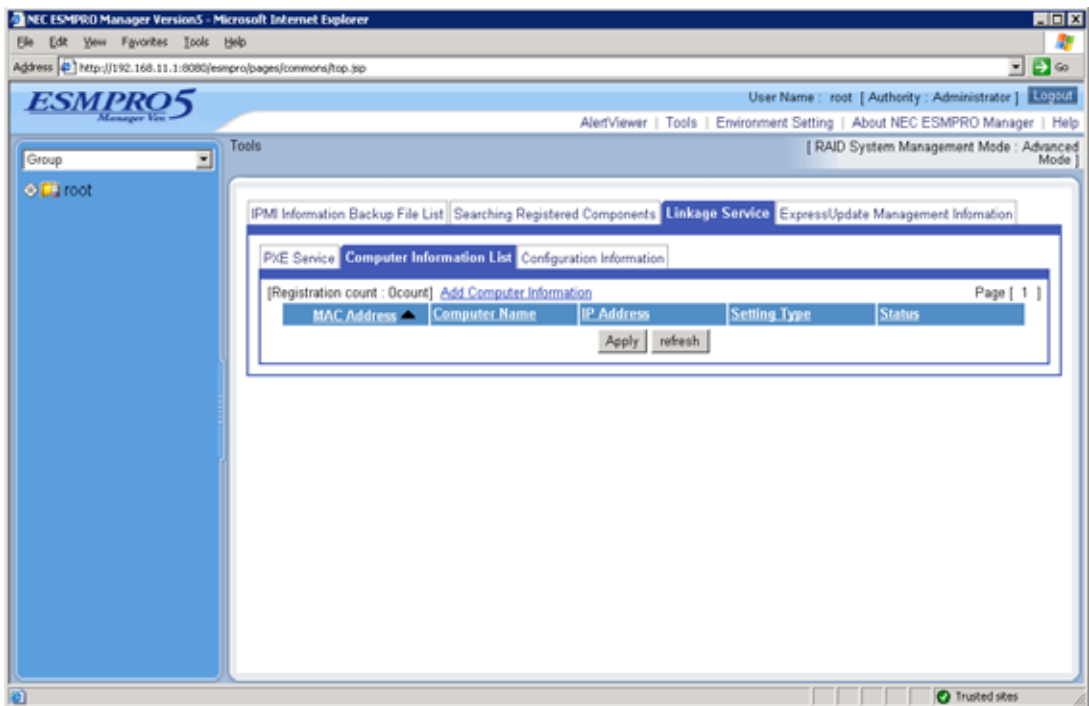 NEC ESMPRO Manager Version5 - Microsoft Internet Explorer
File Edit View Favorites Tools Help
Address http://192.168.11.1:8080/esmpro/pages/commons/top.jsp Go
ESMPRO5
Manager Ver.
User Name : root [ Authority : Administrator ] Logout
AlertViewer | Tools | Environment Setting | About NEC ESMPRO Manager | Help
Group
root
Tools
[ RAID System Management Mode : Advanced
Mode ]
IPMI Information Backup File List Searching Registered Components Linkage Service ExpressUpdate Management Infomation
PXE Service Computer Information List Configuration Information
[Registration count : 0count] Add Computer Information Page [ 1 ]
MAC Address Computer Name IP Address Setting Type Status
Apply refresh
Trusted sites